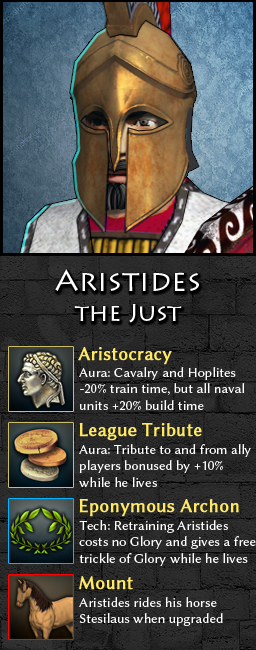 Aristides
the Just
Aristocracy
Aura: Cavalry and Hoplites
-20% train time, but all naval
units +20% build time
League Tribute
Aura: Tribute to and from ally
players bonused by +10%
while he lives
Eponymous Archon
Tech: Retraining Aristides
costs no Glory and gives a free
trickle of Glory while he lives
Mount
Aristides rides his horse
Stesilaus when upgraded